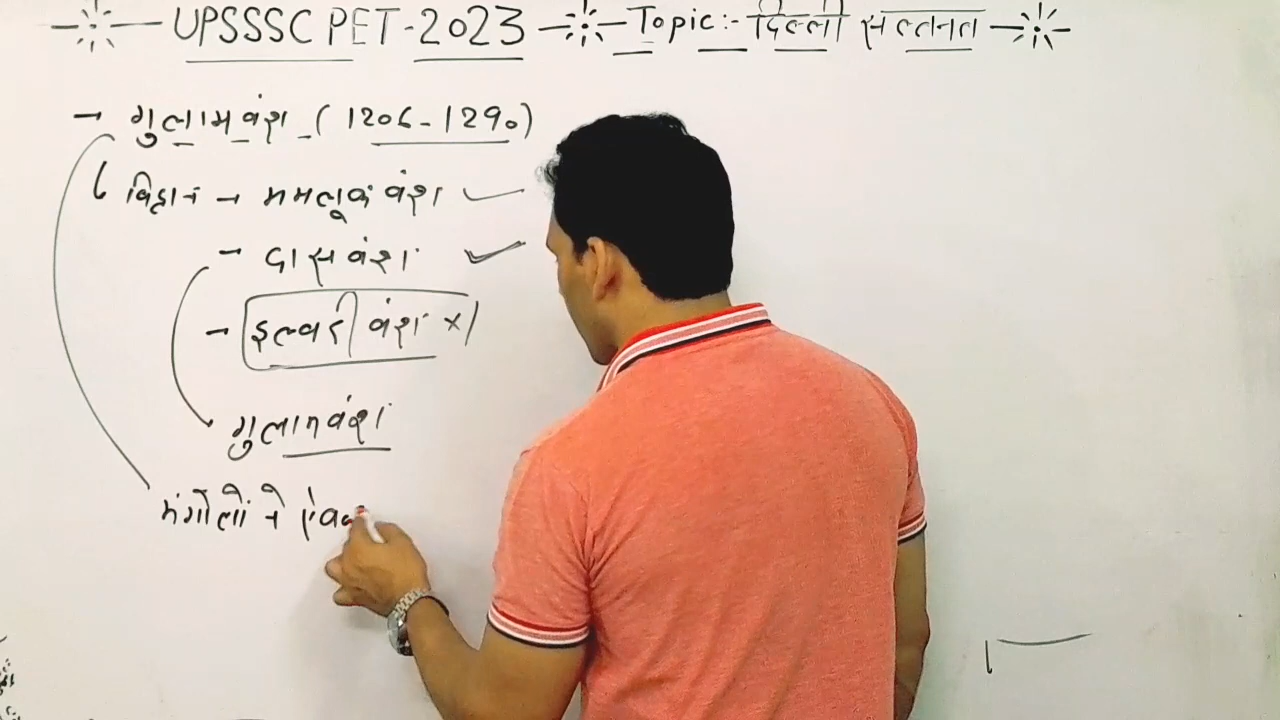 UPSSSC PET-2023 Topic:- दिल्ली सल्तनत
→ गुलाम वंश (1206-1290)
विद्वान → ममलूक वंश ✓
- दास वंश ✓
- इल्बरी वंश ×
गुलाम वंश
मंगोलों ने